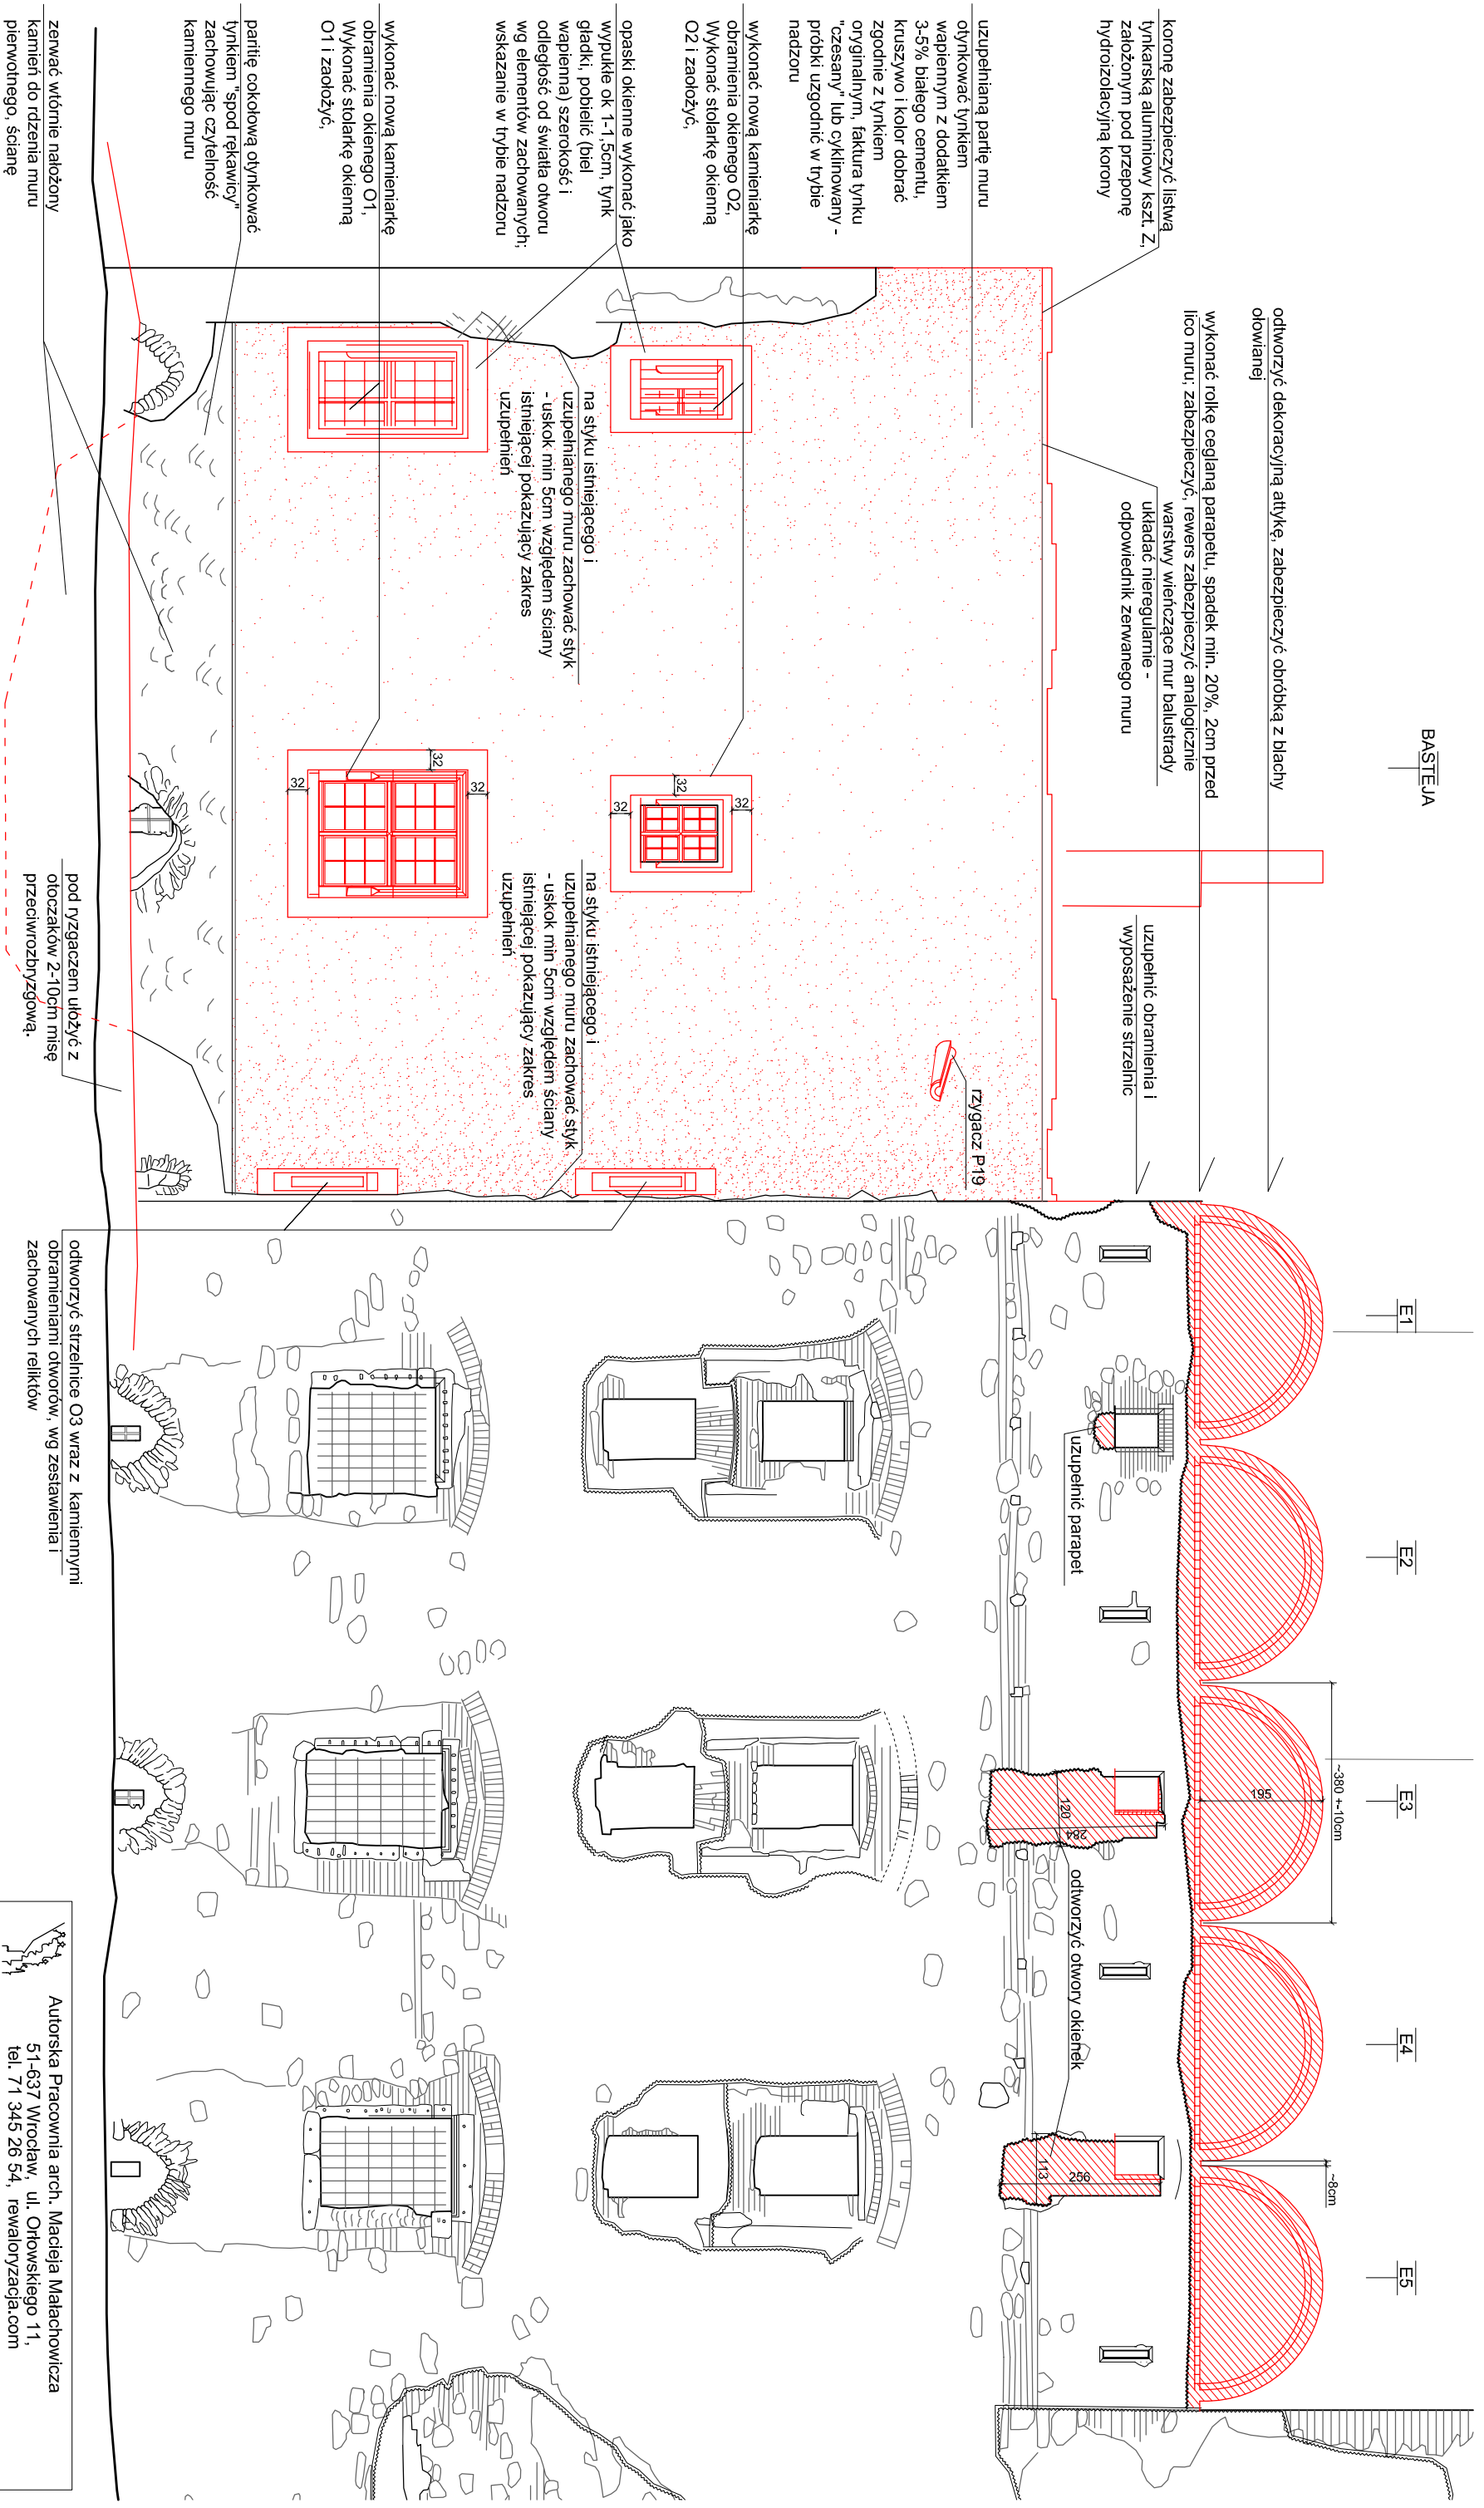 BASTEJA
E1
E2
E3
E4
E5
~380 +-10cm
~8cm
195
odtworzyć dekoracyjną attykę, zabezpieczyć obróbką z blachy
ołowianej
wykonać rolkę ceglaną parapetu, spadek min. 20%, 2cm przed
lico muru; zabezpieczyć, rewers zabezpieczyć analogicznie
warstwy wieńczące mur balustrady
układać nieregularnie -
odpowiednik zerwanego muru
uzupełnić obramienia i
wyposażenie strzelnic
koronę zabezpieczyć listwą
tynkarską aluminiowy kszt. Z,
założonym pod przeponę
hydroizolacyjną korony
uzupełnić parapet
120
284
odtworzyć otwory okienek
113
256
uzupełnianą partię muru
otynkować tynkiem
wapiennym z dodatkiem
3-5% białego cementu,
kruszywo i kolor dobrać
zgodnie z tynkiem
oryginalnym, faktura tynku
"czesany" lub cyklinowany -
próbki uzgodnić w trybie
nadzoru
rzygacz P19
wykonać nową kamieniarkę
obramienia okienego O2,
Wykonać stolarkę okienną
O2 i zaołożyć,
32
32
32
opaski okienne wykonać jako
wypukłe ok 1-1,5cm, tynk
gładki, pobielić (biel
wapienna) szerokość i
odległość od światła otworu
wg elementów zachowanych;
wskazanie w trybie nadzoru
na styku istniejącego i
uzupełnianego muru zachować styk
- uskok min 5cm względem ściany
istniejącej pokazujący zakres
uzupełnień
na styku istniejącego i
uzupełnianego muru zachować styk
- uskok min 5cm względem ściany
istniejącej pokazujący zakres
uzupełnień
wykonać nową kamieniarkę
obramienia okienego O1,
Wykonać stolarkę okienną
O1 i zaołożyć,
32
32
32
partię cokołową otynkować
tynkiem "spod rękawicy"
zachowując czytelność
kamiennego muru
zerwać wtórnie nałożony
kamień do rdzenia muru
pierwotnego, ścianę
pod ryzgaczem ułożyć z
otoczaków 2-10cm misę
przeciwrozbryzgową.
odtworzyć strzelnice O3 wraz z kamiennymi
obramieniami otworów, wg zestawienia i
zachowanych reliktów
Autorska Pracownia arch. Macieja Małachowicza
51-637 Wrocław, ul. Orłowskiego 11,
tel. 71 345 26 54, rewaloryzacja.com